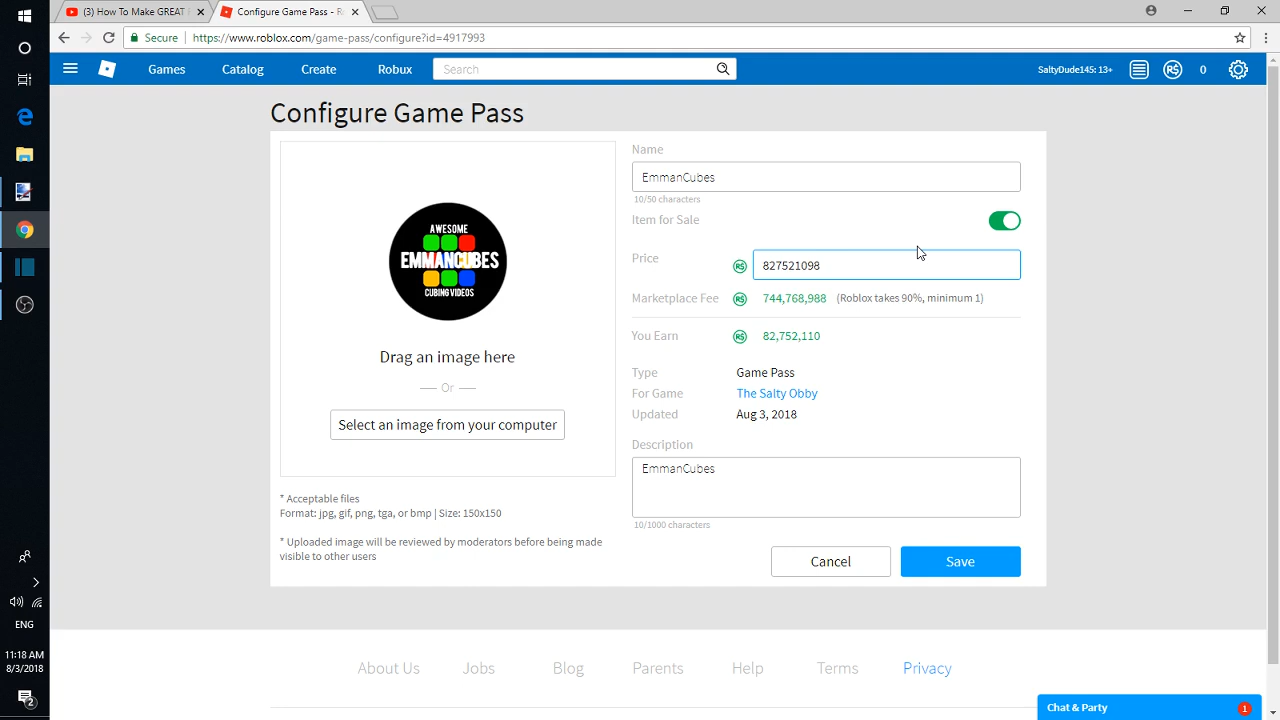 (3) How To Make GREAT
Configure Game Pass - R
Secure
https://www.roblox.com/game-pass/configure?id=4917993
Games
Catalog
Create
Robux
Search
SaltyDude145: 13+
R$
0
Configure Game Pass
AWESOME
EMMANCUBES
CUBING VIDEOS
Drag an image here
Or
Select an image from your computer
* Acceptable files
Format: jpg, gif, png, tga, or bmp | Size: 150x150
* Uploaded image will be reviewed by moderators before being made
visible to other users
Name
EmmanCubes
10/50 characters
Item for Sale
Price R$ 827521098
Marketplace Fee R$ 744,768,988 (Roblox takes 90%, minimum 1)
You Earn R$ 82,752,110
Type Game Pass
For Game The Salty Obby
Updated Aug 3, 2018
Description
EmmanCubes
10/1000 characters
Cancel
Save
About Us
Jobs
Blog
Parents
Help
Terms
Privacy
Chat & Party
1
ENG
11:18 AM
8/3/2018
2